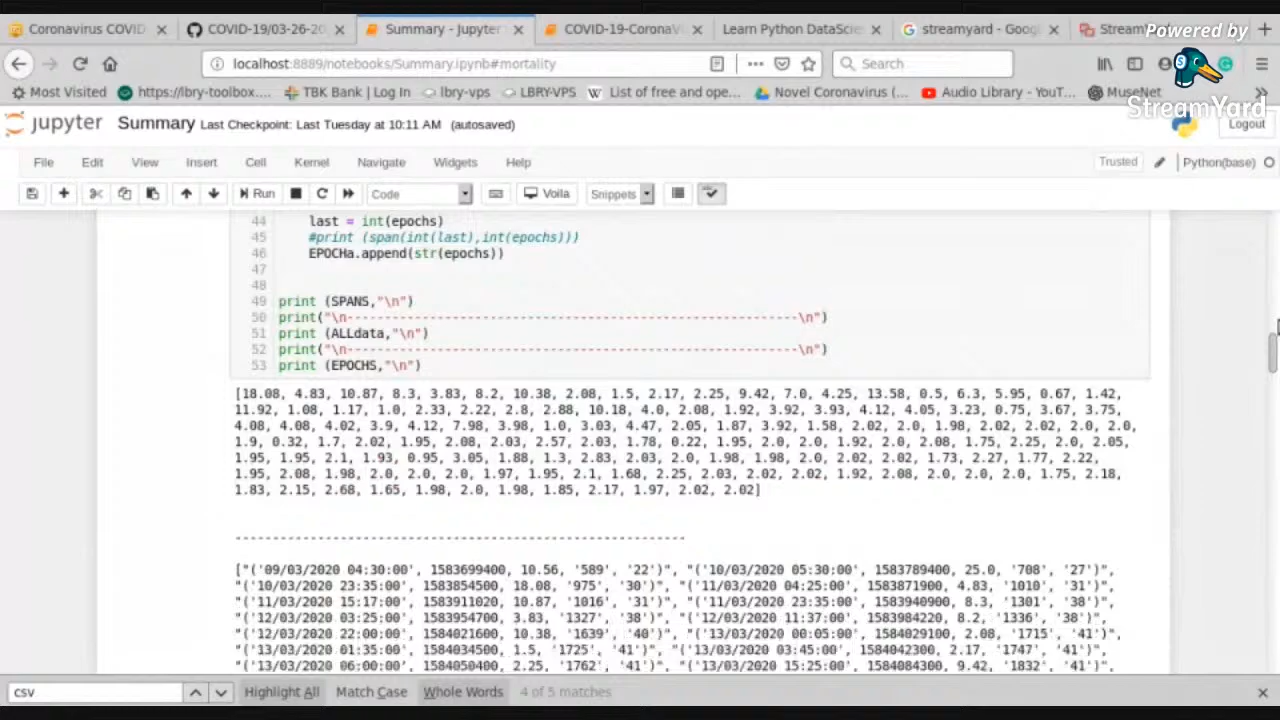 Coronavirus COVID
COVID-19/03-26-20
Summary - Jupyter
COVID-19-CoronaV
Learn Python DataScie
streamyard - Goog
Stream
Powered by
StreamYard
localhost:8889/notebooks/Summary.ipynb#mortality
Search
Most Visited
https://lbry-toolbox....
TBK Bank | Log In
lbry-vps
LBRY-VPS
List of free and ope...
Novel Coronavirus (...
Audio Library - YouT...
MuseNet
jupyter Summary Last Checkpoint: Last Tuesday at 10:11 AM (autosaved)
Logout
File Edit View Insert Cell Kernel Navigate Widgets Help
Trusted
Python(base)
Run
Code
Voila
Snippets
44 last = int(epochs)
45 #print (span(int(last),int(epochs)))
46 EPOCHa.append(str(epochs))
47
48
49 print (SPANS,"\n")
50 print("\n------------------------------------------------------------\n")
51 print (ALLdata,"\n")
52 print("\n------------------------------------------------------------\n")
53 print (EPOCHS,"\n")
[18.08, 4.83, 10.87, 8.3, 3.83, 8.2, 10.38, 2.08, 1.5, 2.17, 2.25, 9.42, 7.0, 4.25, 13.58, 0.5, 6.3, 5.95, 0.67, 1.42,
11.92, 1.08, 1.17, 1.0, 2.33, 2.22, 2.8, 2.88, 10.18, 4.0, 2.08, 1.92, 3.92, 3.93, 4.12, 4.05, 3.23, 0.75, 3.67, 3.75,
4.08, 4.08, 4.02, 3.9, 4.12, 7.98, 3.98, 1.0, 3.03, 4.47, 2.05, 1.87, 3.92, 1.58, 2.02, 2.0, 1.98, 2.02, 2.02, 2.0, 2.0,
1.9, 0.32, 1.7, 2.02, 1.95, 2.08, 2.03, 2.57, 2.03, 1.78, 0.22, 1.95, 2.0, 2.0, 1.92, 2.0, 2.08, 1.75, 2.25, 2.0, 2.05,
1.95, 1.95, 2.1, 1.93, 0.95, 3.05, 1.88, 1.3, 2.83, 2.03, 2.0, 1.98, 1.98, 2.0, 2.02, 2.02, 1.73, 2.27, 1.77, 2.22,
1.95, 2.08, 1.98, 2.0, 2.0, 2.0, 1.97, 1.95, 2.1, 1.68, 2.25, 2.03, 2.02, 2.02, 1.92, 2.08, 2.0, 2.0, 2.0, 1.75, 2.18,
1.83, 2.15, 2.68, 1.65, 1.98, 2.0, 1.98, 1.85, 2.17, 1.97, 2.02, 2.02]
------------------------------------------------------------
["('09/03/2020 04:30:00', 1583699400, 10.56, '589', '22')", "('10/03/2020 05:30:00', 1583789400, 25.0, '708', '27')",
"('10/03/2020 23:35:00', 1583854500, 18.08, '975', '30')", "('11/03/2020 04:25:00', 1583871900, 4.83, '1010', '31')",
"('11/03/2020 15:17:00', 1583911020, 10.87, '1016', '31')", "('11/03/2020 23:35:00', 1583940900, 8.3, '1301', '38')",
"('12/03/2020 03:25:00', 1583954700, 3.83, '1327', '38')", "('12/03/2020 11:37:00', 1583984220, 8.2, '1336', '38')",
"('12/03/2020 22:00:00', 1584021600, 10.38, '1639', '40')", "('13/03/2020 00:05:00', 1584029100, 2.08, '1715', '41')",
"('13/03/2020 01:35:00', 1584034500, 1.5, '1725', '41')", "('13/03/2020 03:45:00', 1584042300, 2.17, '1747', '41')",
"('13/03/2020 06:00:00', 1584050400, 2.25, '1762', '41')", "('13/03/2020 15:25:00', 1584084300, 9.42, '1832', '41')",
csv
Highlight All
Match Case
Whole Words
4 of 5 matches